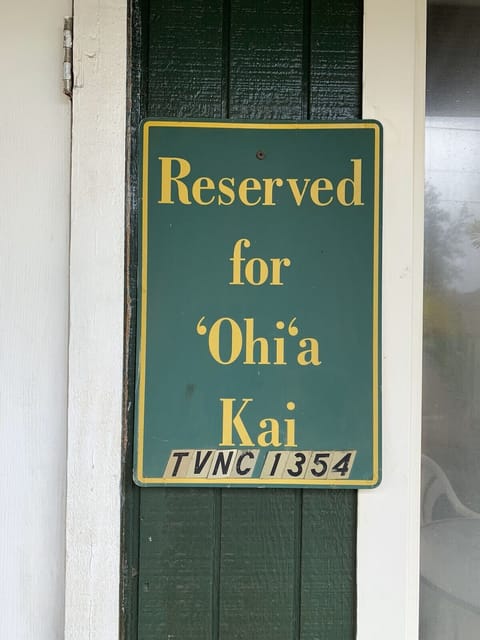 Reserved
for
ʻOhiʻa
Kai
TVNC 1354